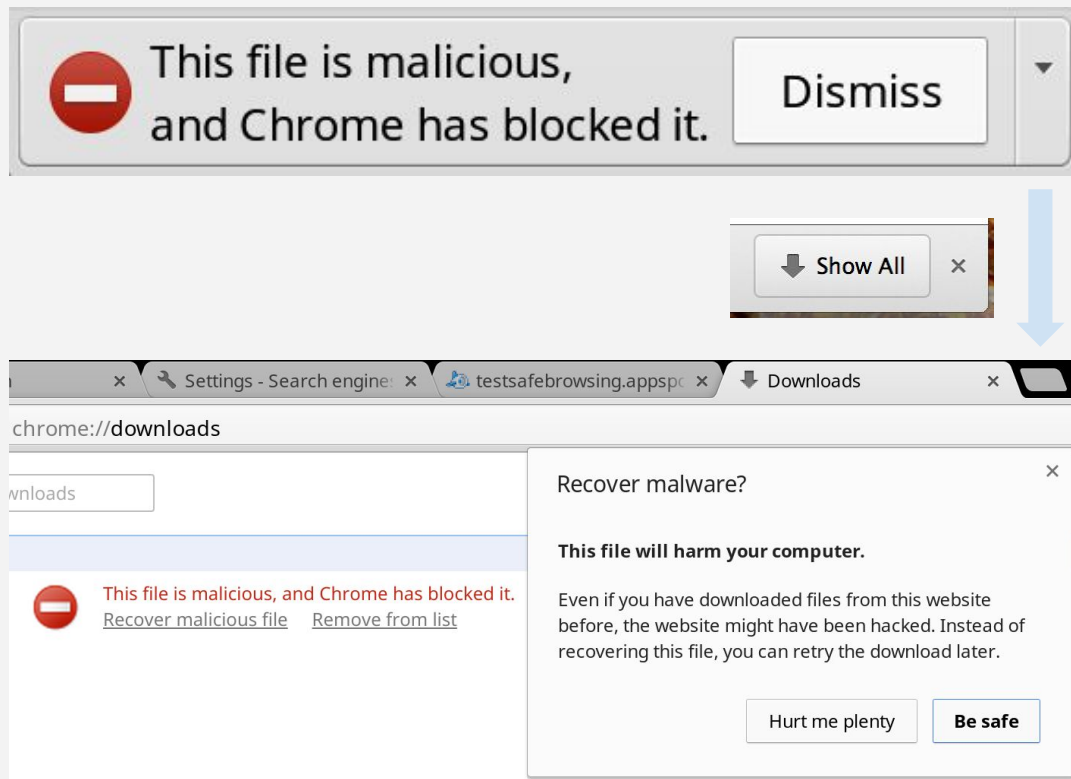 This file is malicious,
and Chrome has blocked it.
Dismiss
Show All
Settings - Search engine
testsafebrowsing.appspo
Downloads
chrome://downloads
wnloads
Recover malware?
This file will harm your computer.
This file is malicious, and Chrome has blocked it.
Recover malicious file Remove from list
Even if you have downloaded files from this website
before, the website might have been hacked. Instead of
recovering this file, you can retry the download later.
Hurt me plenty Be safe